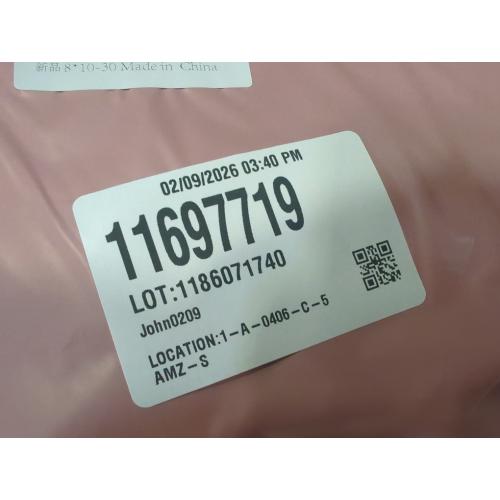 新品 8*10-30 Made in China
02/09/2026 03:40 PM
11697719
LOT:1186071740
John0209
LOCATION:1-A-0406-C-5
AMZ-S